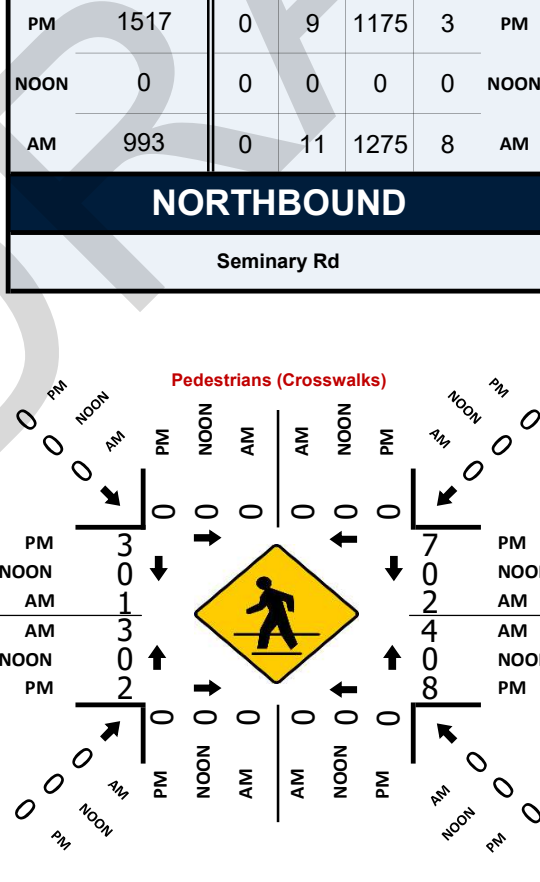 PM 1517 0 9 1175 3 PM
NOON 0 0 0 0 0 NOON
AM 993 0 11 1275 8 AM
NORTHBOUND
Seminary Rd
Pedestrians (Crosswalks)
PM NOON AM
0 0 0
PM NOON AM AM NOON PM
0 0 0 0 0 0
NOON PM
AM
0 0 0
PM 3 7 PM
NOON 0 0 NOON
AM 1 2 AM
AM 3 4 AM
NOON 0 0 NOON
PM 2 8 PM
0 0 0 0 0 0
PM NOON AM AM NOON PM
0 0 0
AM NOON PM
0 0 0
AM NOON PM